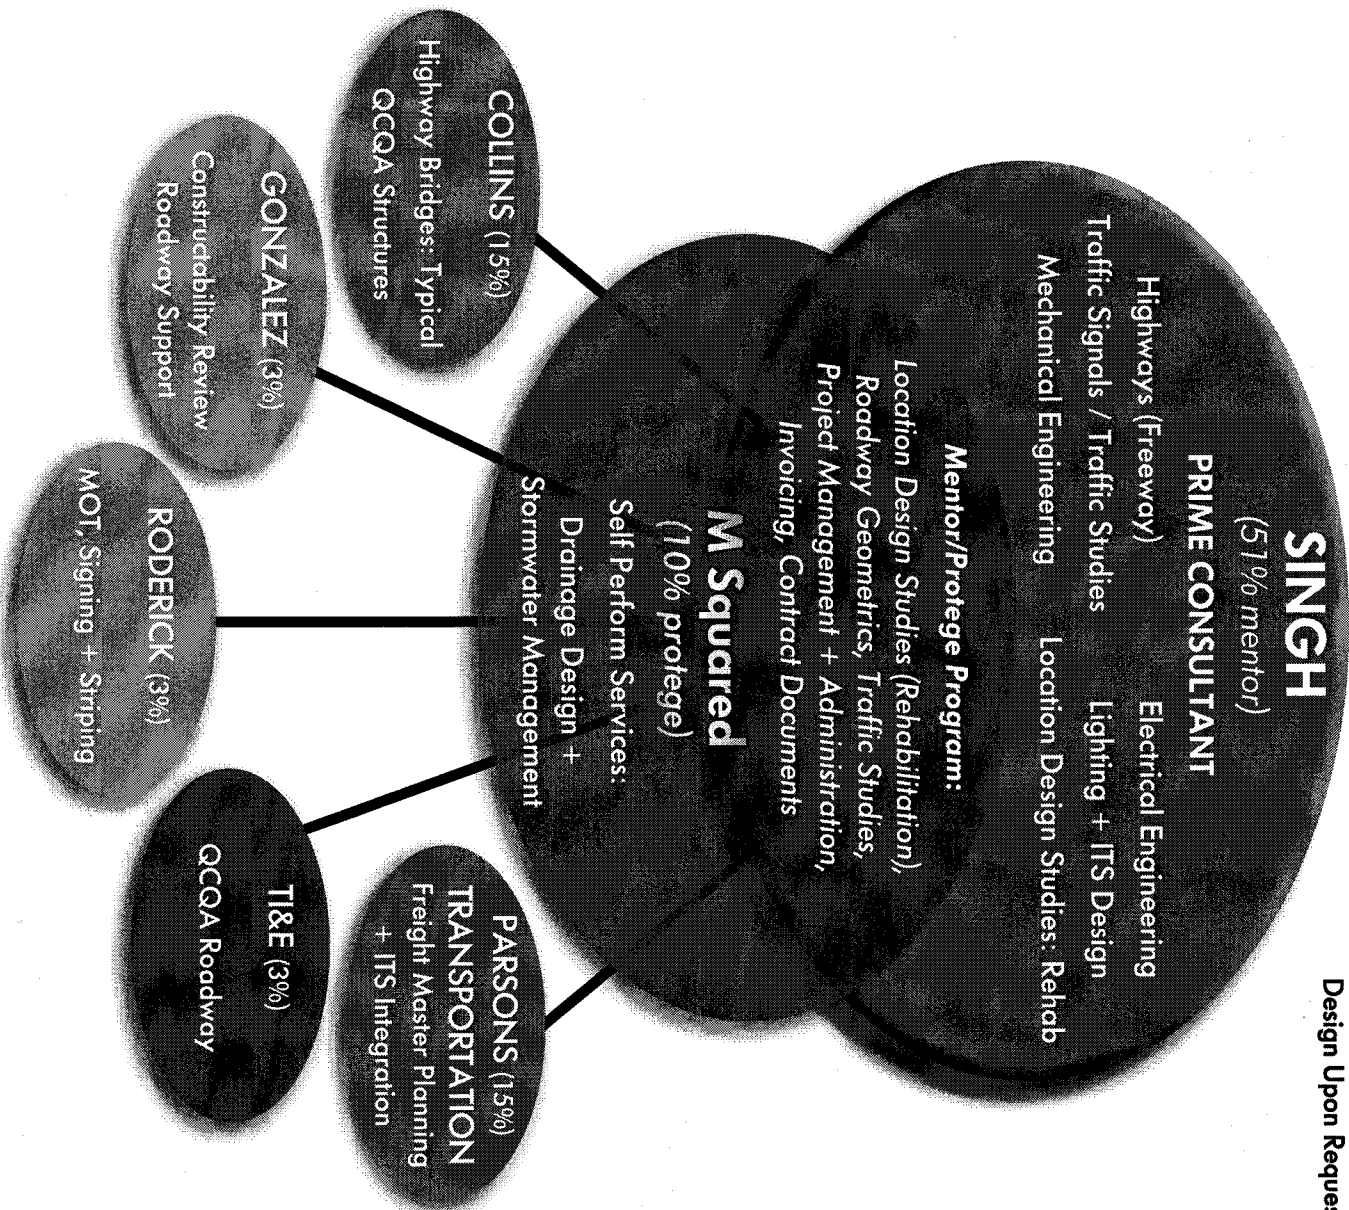 Design Upon Reques
SINGH
(51% mentor)
PRIME CONSULTANT
Highways (Freeway)
Traffic Signals / Traffic Studies
Mechanical Engineering
Electrical Engineering
Lighting + ITS Design
Location Design Studies: Rehab
Mentor/Protege Program:
Location Design Studies (Rehabilitation),
Roadway Geometrics, Traffic Studies,
Project Management + Administration,
Invoicing, Contract Documents
M Squared
(10% protege)
Self Perform Services:
Drainage Design +
Stormwater Management
COLLINS (15%)
Highway Bridges: Typical
QCQA Structures
GONZALEZ (3%)
Constructability Review
Roadway Support
RODERICK (3%)
MOT, Signing + Striping
TI&E (3%)
QCQA Roadway
PARSONS (15%)
TRANSPORTATION
Freight Master Planning
+ ITS Integration